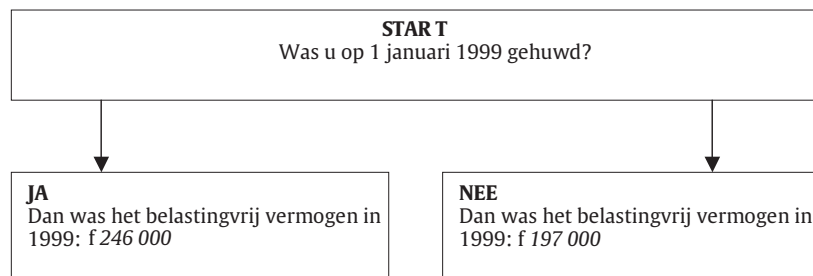 STAR T
Was u op 1 januari 1999 gehuwd?
JA
Dan was het belastingvrij vermogen in
1999: f 246 000
NEE
Dan was het belastingvrij vermogen in
1999: f 197 000